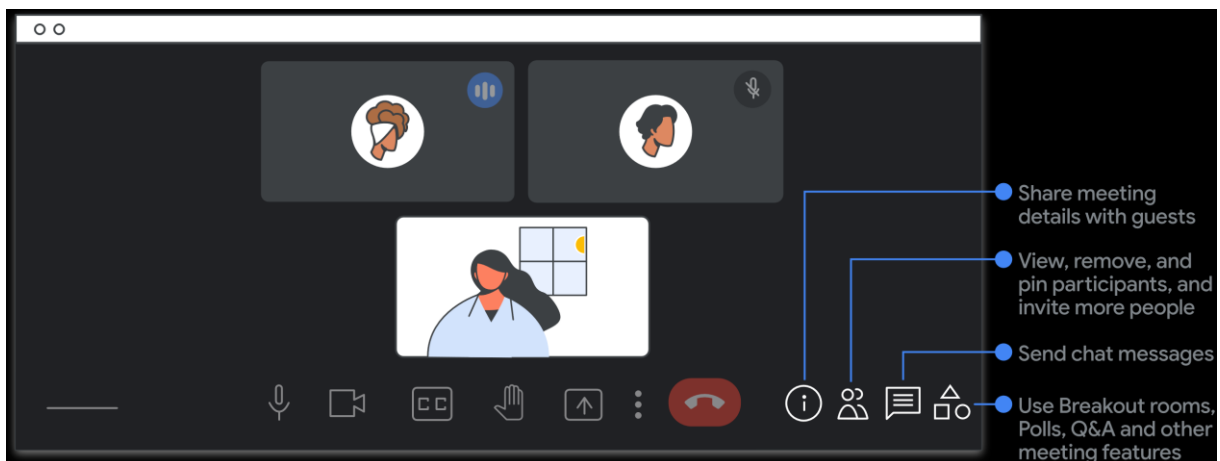 Share meeting
details with guests
View, remove, and
pin participants, and
invite more people
Send chat messages
CC
Use Breakout rooms,
Polls, Q&A and other
meeting features